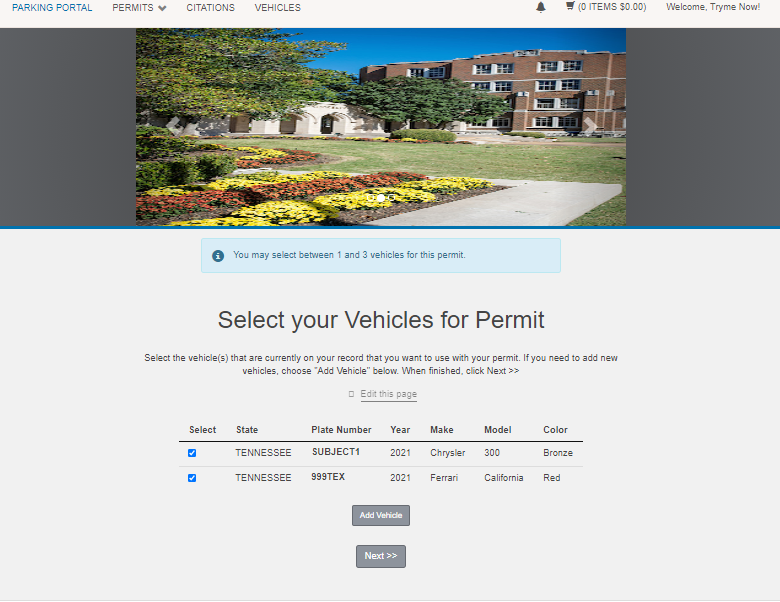 PARKING PORTAL PERMITS CITATIONS VEHICLES (0 ITEMS $0.00) Welcome, Tryme Now!
You may select between 1 and 3 vehicles for this permit.
Select your Vehicles for Permit
Select the vehicle(s) that are currently on your record that you want to use with your permit. If you need to add new
vehicles, choose "Add Vehicle" below. When finished, click Next >>
Edit this page
Select State Plate Number Year Make Model Color
TENNESSEE SUBJECT1 2021 Chrysler 300 Bronze
TENNESSEE 999TEX 2021 Ferrari California Red
Add Vehicle
Next >>